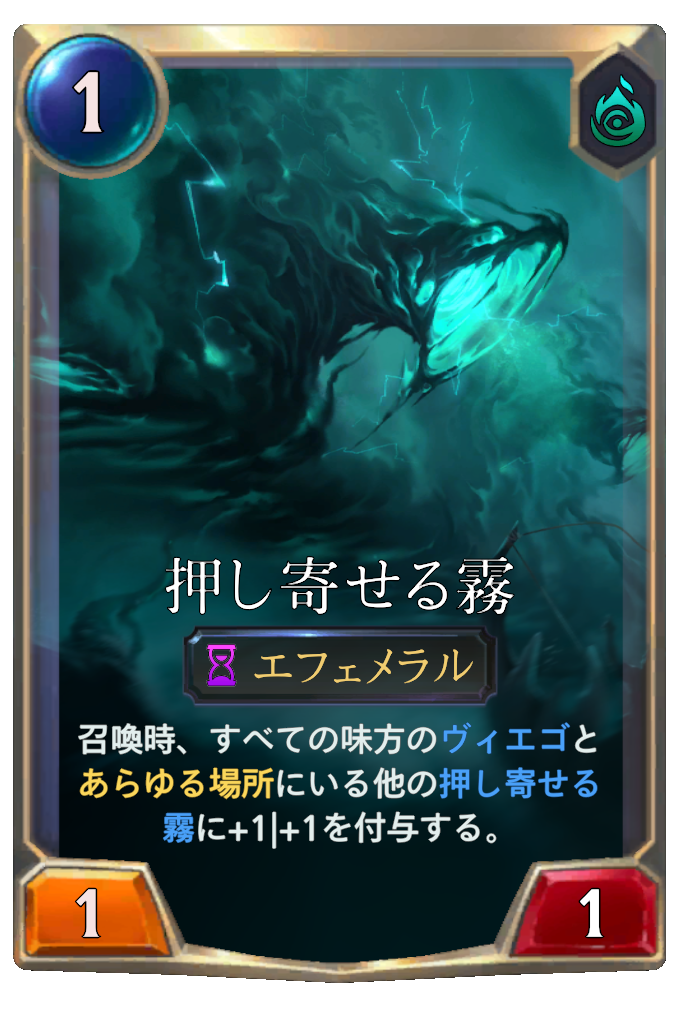 1
押し寄せる霧
エフェメラル
召喚時、すべての味方のヴィエゴと
あらゆる場所にいる他の押し寄せる
霧に+1|+1を付与する。
1
1